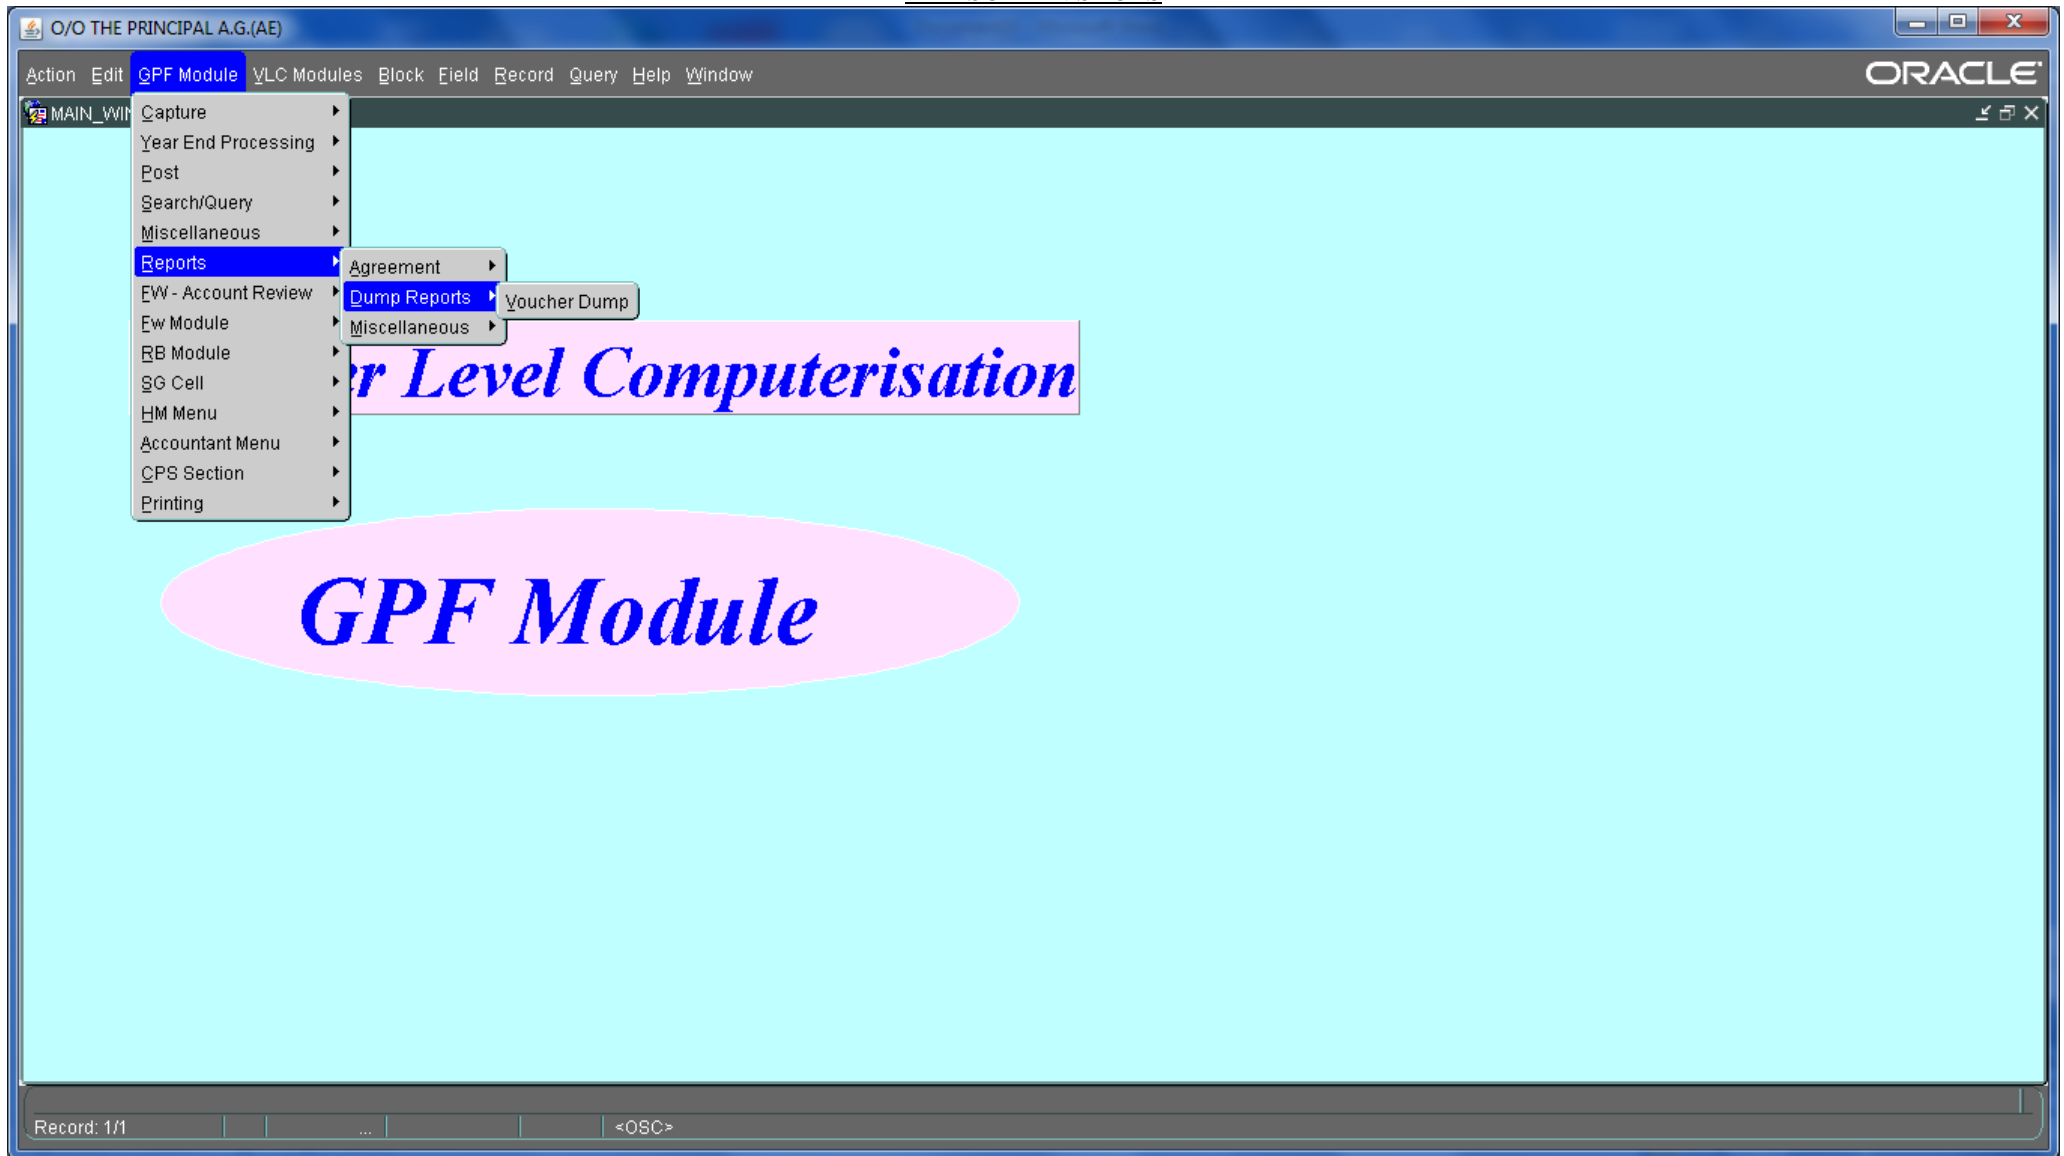 O/O THE PRINCIPAL A.G.(AE)
Action Edit GPF Module VLC Modules Block Field Record Query Help Window
ORACLE
MAIN_WIN
Capture
Year End Processing
Post
Search/Query
Miscellaneous
Reports
FW - Account Review
Fw Module
RB Module
SG Cell
HM Menu
Accountant Menu
CPS Section
Printing
Agreement
Dump Reports
Miscellaneous
Voucher Dump
er Level Computerisation
GPF Module
Record: 1/1
...
<OSC>